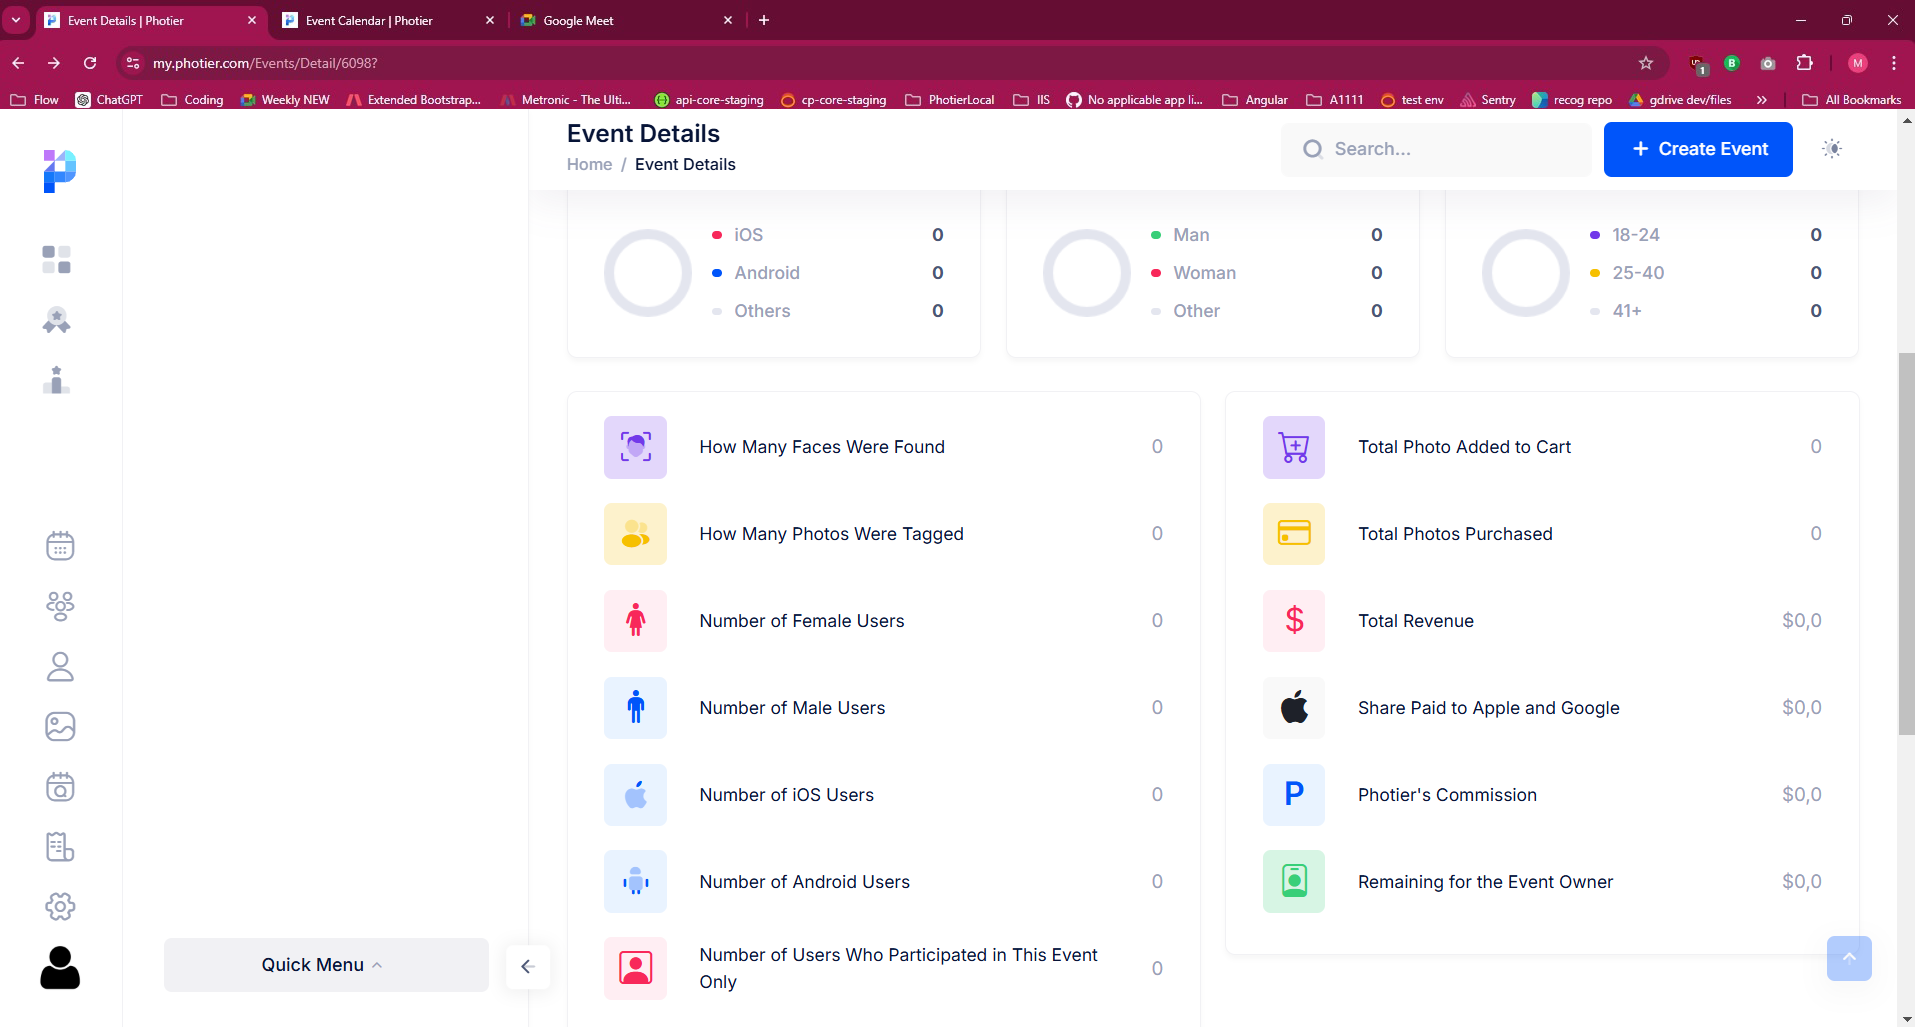 Event Details | Photier
Event Calendar | Photier
Google Meet
my.photier.com/Events/Detail/6098?
1
B
M
Flow
ChatGPT
Coding
Weekly NEW
Extended Bootstrap...
Metronic - The Ulti...
api-core-staging
cp-core-staging
PhotierLocal
IIS
No applicable app li...
Angular
A1111
test env
Sentry
recog repo
gdrive dev/files
All Bookmarks
Event Details
Home / Event Details
Search...
+ Create Event
iOS 0
Android 0
Others 0
Man 0
Woman 0
Other 0
18-24 0
25-40 0
41+ 0
How Many Faces Were Found 0
How Many Photos Were Tagged 0
Number of Female Users 0
Number of Male Users 0
Number of iOS Users 0
Number of Android Users 0
Number of Users Who Participated in This Event
Only 0
Total Photo Added to Cart 0
Total Photos Purchased 0
$ Total Revenue $0,0
Share Paid to Apple and Google $0,0
P Photier's Commission $0,0
Remaining for the Event Owner $0,0
Quick Menu